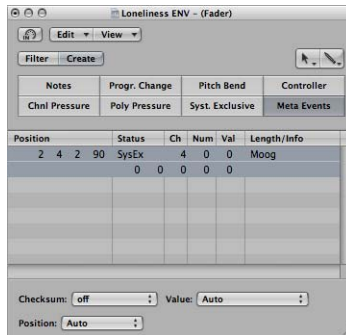 Loneliness ENV - (Fader)
IN Edit View
Filter Create
Notes Progr. Change Pitch Bend Controller
Chnl Pressure Poly Pressure Syst. Exclusive Meta Events
Position Status Ch Num Val Length/Info
2 4 2 90 SysEx 4 0 0 Moog
0 0 0 0 0
Checksum: off Value: Auto
Position: Auto